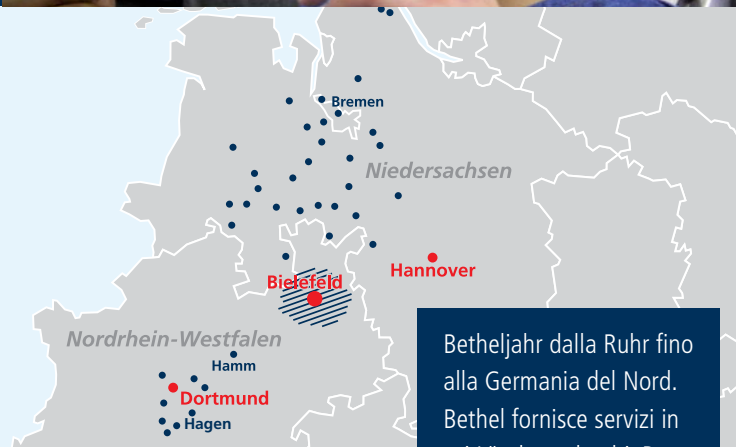 Bremen
Niedersachsen
Hannover
Bielefeld
Nordrhein-Westfalen
Hamm
Dortmund
Hagen
Betheljahr dalla Ruhr fino
alla Germania del Nord.
Bethel fornisce servizi in